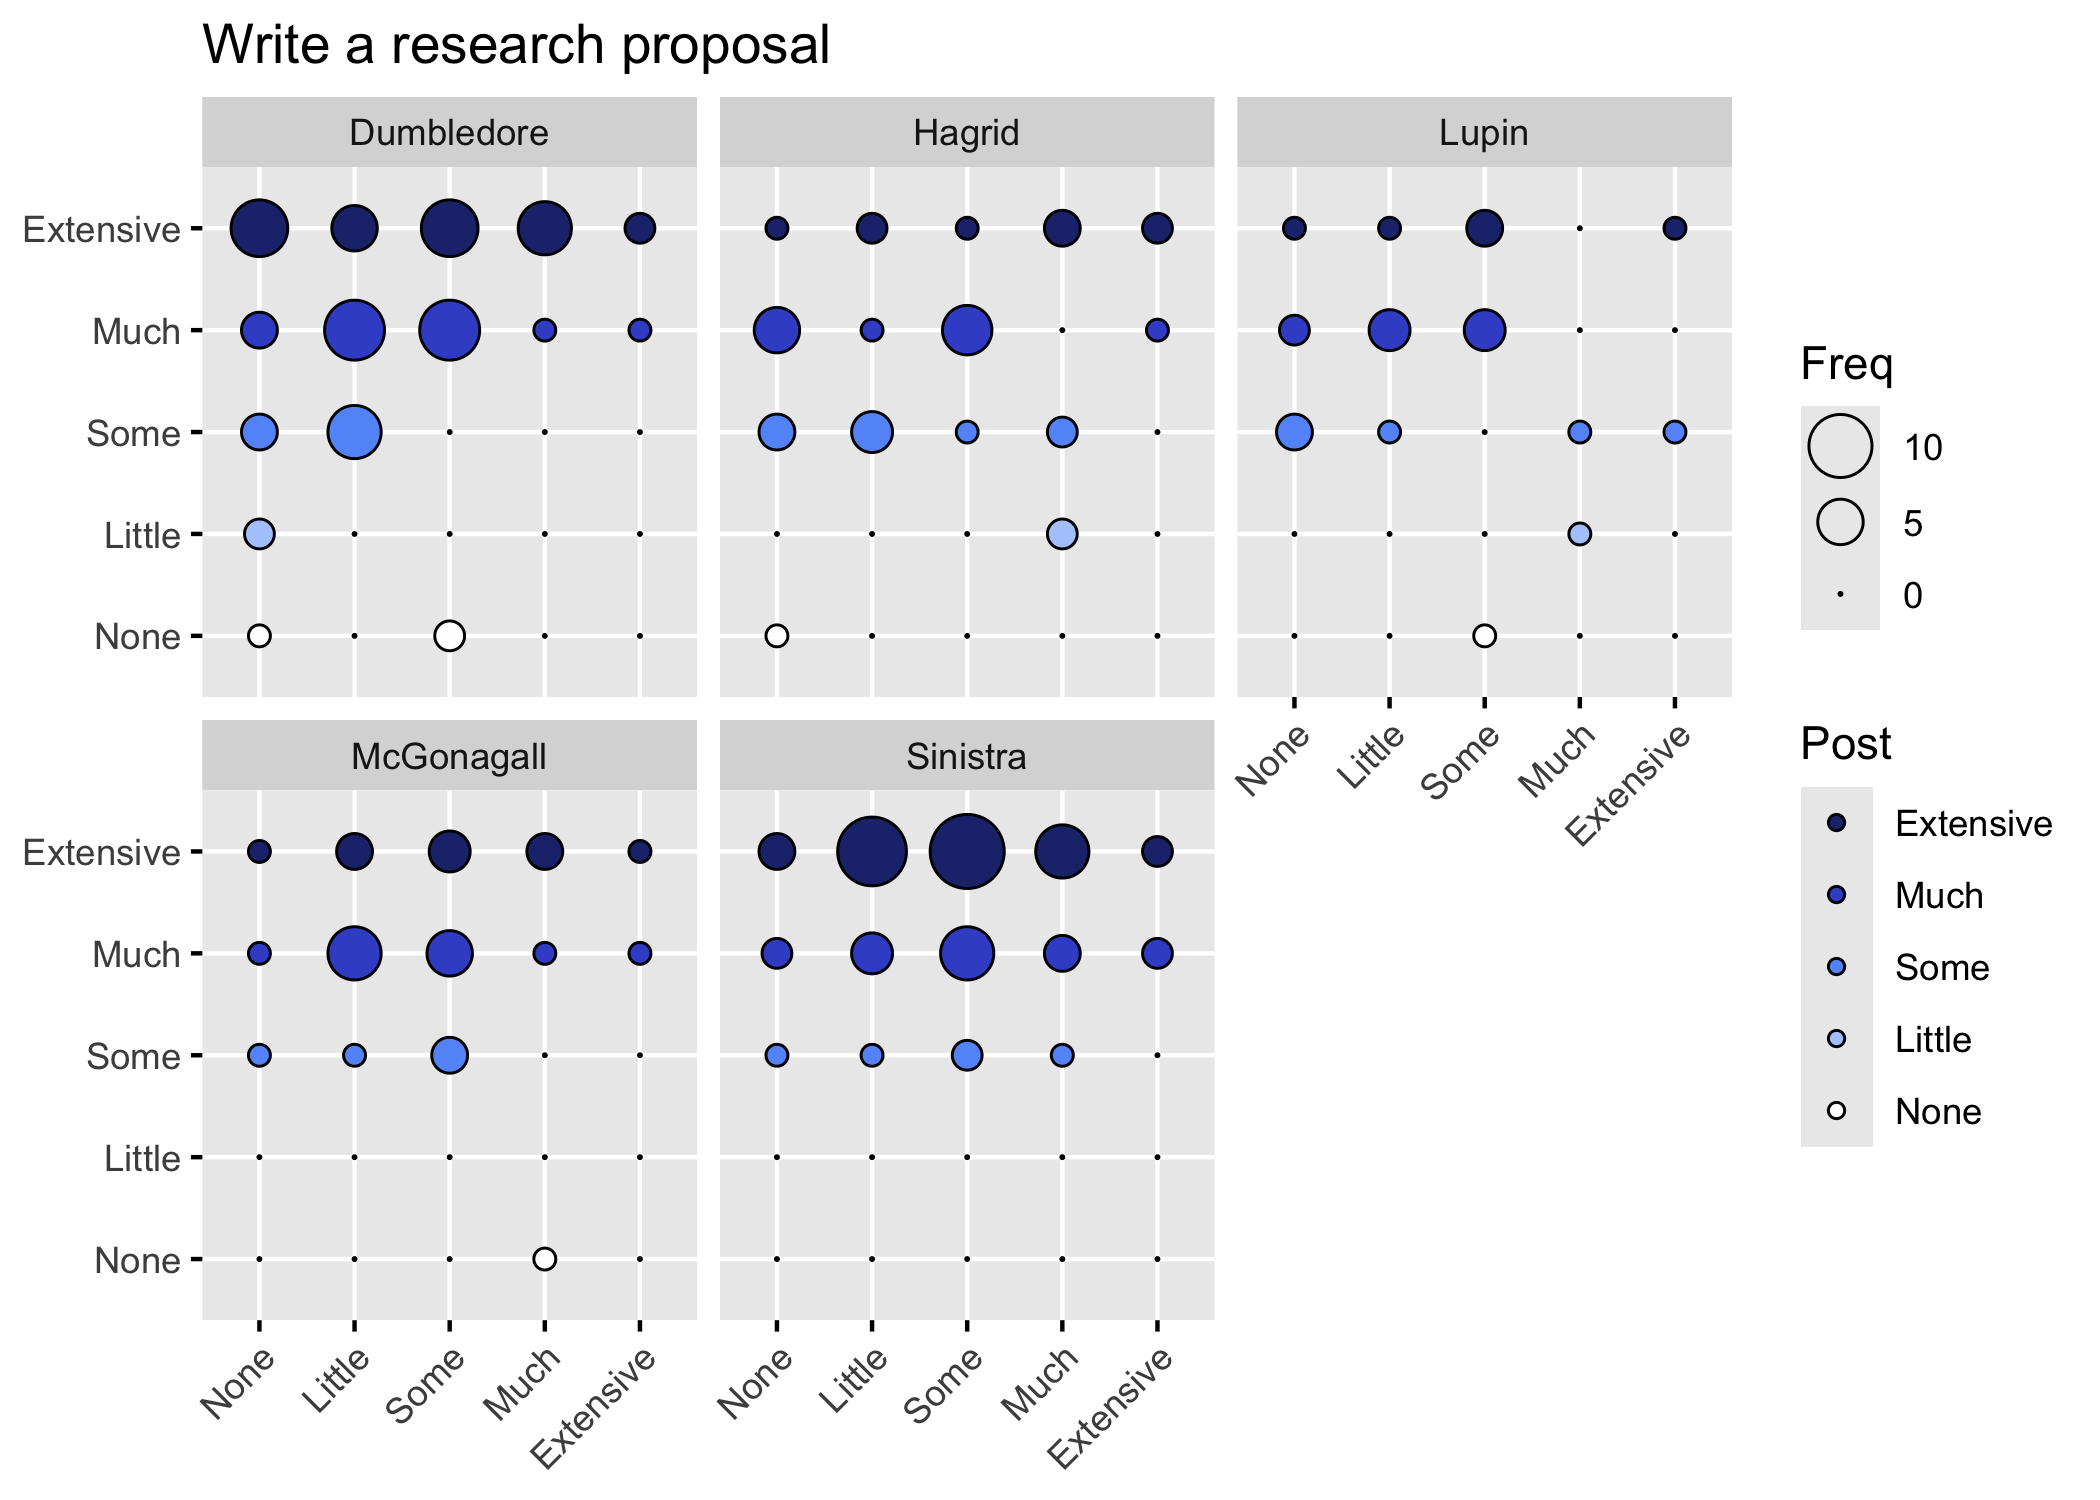 Write a research proposal
Dumbledore
Hagrid
Lupin
Extensive
Much
Some
Little
None
None
Little
Some
Much
Extensive
McGonagall
Sinistra
Extensive
Much
Some
Little
None
None
Little
Some
Much
Extensive
None
Little
Some
Much
Extensive
Freq
10
5
0
Post
Extensive
Much
Some
Little
None